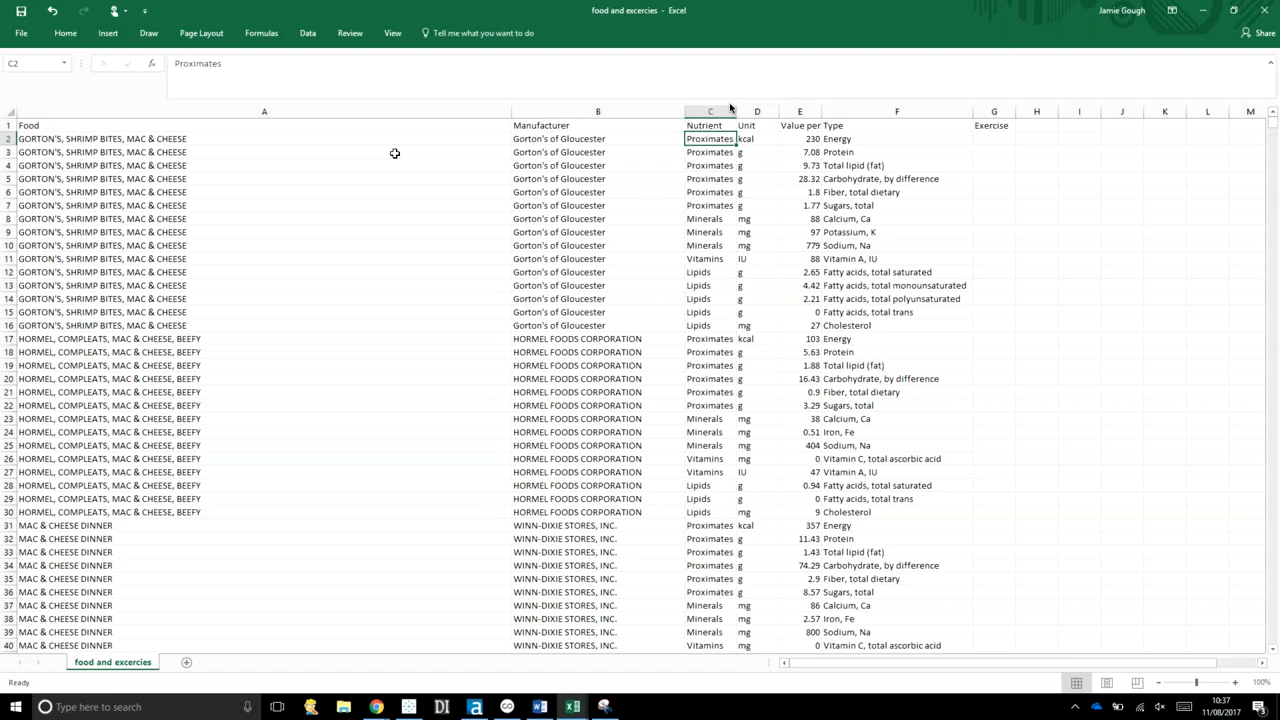 food and excercies - Excel
Jamie Gough
File Home Insert Draw Page Layout Formulas Data Review View Tell me what you want to do Share
C2 fx Proximates
A B C D E F G H I J K L M
1 Food Manufacturer Nutrient Unit Value per Type Exercise
2 GORTON'S, SHRIMP BITES, MAC & CHEESE Gorton's of Gloucester Proximates kcal 230 Energy
3 GORTON'S, SHRIMP BITES, MAC & CHEESE Gorton's of Gloucester Proximates g 7.08 Protein
4 GORTON'S, SHRIMP BITES, MAC & CHEESE Gorton's of Gloucester Proximates g 9.73 Total lipid (fat)
5 GORTON'S, SHRIMP BITES, MAC & CHEESE Gorton's of Gloucester Proximates g 28.32 Carbohydrate, by difference
6 GORTON'S, SHRIMP BITES, MAC & CHEESE Gorton's of Gloucester Proximates g 1.8 Fiber, total dietary
7 GORTON'S, SHRIMP BITES, MAC & CHEESE Gorton's of Gloucester Proximates g 1.77 Sugars, total
8 GORTON'S, SHRIMP BITES, MAC & CHEESE Gorton's of Gloucester Minerals mg 88 Calcium, Ca
9 GORTON'S, SHRIMP BITES, MAC & CHEESE Gorton's of Gloucester Minerals mg 97 Potassium, K
10 GORTON'S, SHRIMP BITES, MAC & CHEESE Gorton's of Gloucester Minerals mg 779 Sodium, Na
11 GORTON'S, SHRIMP BITES, MAC & CHEESE Gorton's of Gloucester Vitamins IU 88 Vitamin A, IU
12 GORTON'S, SHRIMP BITES, MAC & CHEESE Gorton's of Gloucester Lipids g 2.65 Fatty acids, total saturated
13 GORTON'S, SHRIMP BITES, MAC & CHEESE Gorton's of Gloucester Lipids g 4.42 Fatty acids, total monounsaturated
14 GORTON'S, SHRIMP BITES, MAC & CHEESE Gorton's of Gloucester Lipids g 2.21 Fatty acids, total polyunsaturated
15 GORTON'S, SHRIMP BITES, MAC & CHEESE Gorton's of Gloucester Lipids g 0 Fatty acids, total trans
16 GORTON'S, SHRIMP BITES, MAC & CHEESE Gorton's of Gloucester Lipids mg 27 Cholesterol
17 HORMEL, COMPLEATS, MAC & CHEESE, BEEFY HORMEL FOODS CORPORATION Proximates kcal 103 Energy
18 HORMEL, COMPLEATS, MAC & CHEESE, BEEFY HORMEL FOODS CORPORATION Proximates g 5.63 Protein
19 HORMEL, COMPLEATS, MAC & CHEESE, BEEFY HORMEL FOODS CORPORATION Proximates g 1.88 Total lipid (fat)
20 HORMEL, COMPLEATS, MAC & CHEESE, BEEFY HORMEL FOODS CORPORATION Proximates g 16.43 Carbohydrate, by difference
21 HORMEL, COMPLEATS, MAC & CHEESE, BEEFY HORMEL FOODS CORPORATION Proximates g 0.9 Fiber, total dietary
22 HORMEL, COMPLEATS, MAC & CHEESE, BEEFY HORMEL FOODS CORPORATION Proximates g 3.29 Sugars, total
23 HORMEL, COMPLEATS, MAC & CHEESE, BEEFY HORMEL FOODS CORPORATION Minerals mg 38 Calcium, Ca
24 HORMEL, COMPLEATS, MAC & CHEESE, BEEFY HORMEL FOODS CORPORATION Minerals mg 0.51 Iron, Fe
25 HORMEL, COMPLEATS, MAC & CHEESE, BEEFY HORMEL FOODS CORPORATION Minerals mg 404 Sodium, Na
26 HORMEL, COMPLEATS, MAC & CHEESE, BEEFY HORMEL FOODS CORPORATION Vitamins mg 0 Vitamin C, total ascorbic acid
27 HORMEL, COMPLEATS, MAC & CHEESE, BEEFY HORMEL FOODS CORPORATION Vitamins IU 47 Vitamin A, IU
28 HORMEL, COMPLEATS, MAC & CHEESE, BEEFY HORMEL FOODS CORPORATION Lipids g 0.94 Fatty acids, total saturated
29 HORMEL, COMPLEATS, MAC & CHEESE, BEEFY HORMEL FOODS CORPORATION Lipids g 0 Fatty acids, total trans
30 HORMEL, COMPLEATS, MAC & CHEESE, BEEFY HORMEL FOODS CORPORATION Lipids mg 9 Cholesterol
31 MAC & CHEESE DINNER WINN-DIXIE STORES, INC. Proximates kcal 357 Energy
32 MAC & CHEESE DINNER WINN-DIXIE STORES, INC. Proximates g 11.43 Protein
33 MAC & CHEESE DINNER WINN-DIXIE STORES, INC. Proximates g 1.43 Total lipid (fat)
34 MAC & CHEESE DINNER WINN-DIXIE STORES, INC. Proximates g 74.29 Carbohydrate, by difference
35 MAC & CHEESE DINNER WINN-DIXIE STORES, INC. Proximates g 2.9 Fiber, total dietary
36 MAC & CHEESE DINNER WINN-DIXIE STORES, INC. Proximates g 8.57 Sugars, total
37 MAC & CHEESE DINNER WINN-DIXIE STORES, INC. Minerals mg 86 Calcium, Ca
38 MAC & CHEESE DINNER WINN-DIXIE STORES, INC. Minerals mg 2.57 Iron, Fe
39 MAC & CHEESE DINNER WINN-DIXIE STORES, INC. Minerals mg 800 Sodium, Na
40 MAC & CHEESE DINNER WINN-DIXIE STORES, INC. Vitamins mg 0 Vitamin C, total ascorbic acid
food and excercies
Ready 100%
Type here to search DI a 10:37
11/08/2017